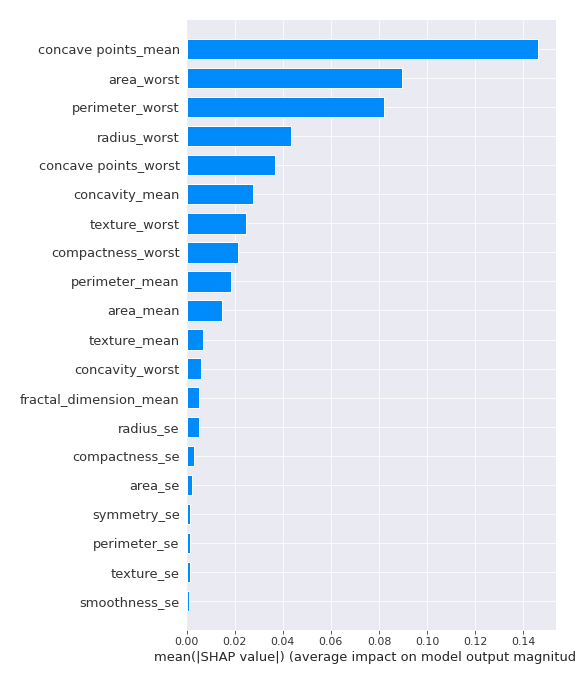 concave points_mean
area_worst
perimeter_worst
radius_worst
concave points_worst
concavity_mean
texture_worst
compactness_worst
perimeter_mean
area_mean
texture_mean
concavity_worst
fractal_dimension_mean
radius_se
compactness_se
area_se
symmetry_se
perimeter_se
texture_se
smoothness_se
0.00 0.02 0.04 0.06 0.08 0.10 0.12 0.14
mean(|SHAP value|) (average impact on model output magnitud